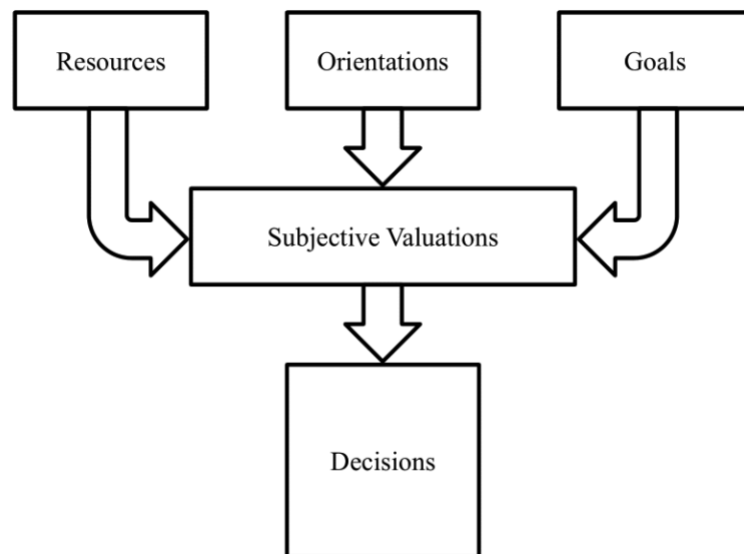 Resources
Orientations
Goals
Subjective Valuations
Decisions